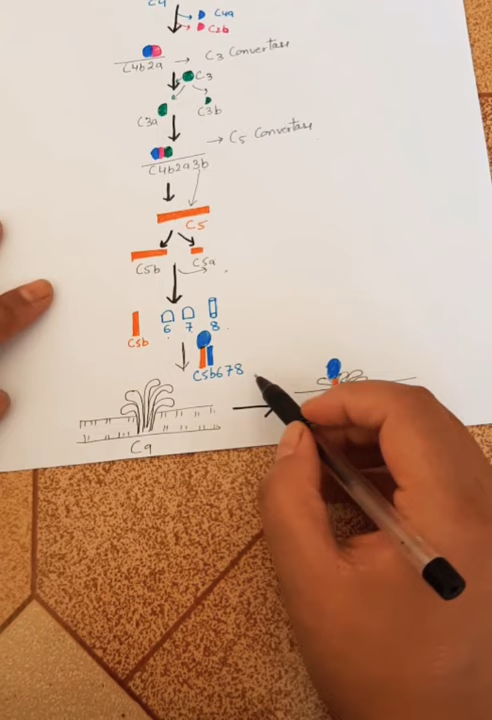 C4
C4a
C2b
C4b2a → C3 Convertase
C3
C3a C3b
→ C5 Convertase
C4b2a3b
C5
C5b C5a
C5b 6 7 8
C5b678
C9